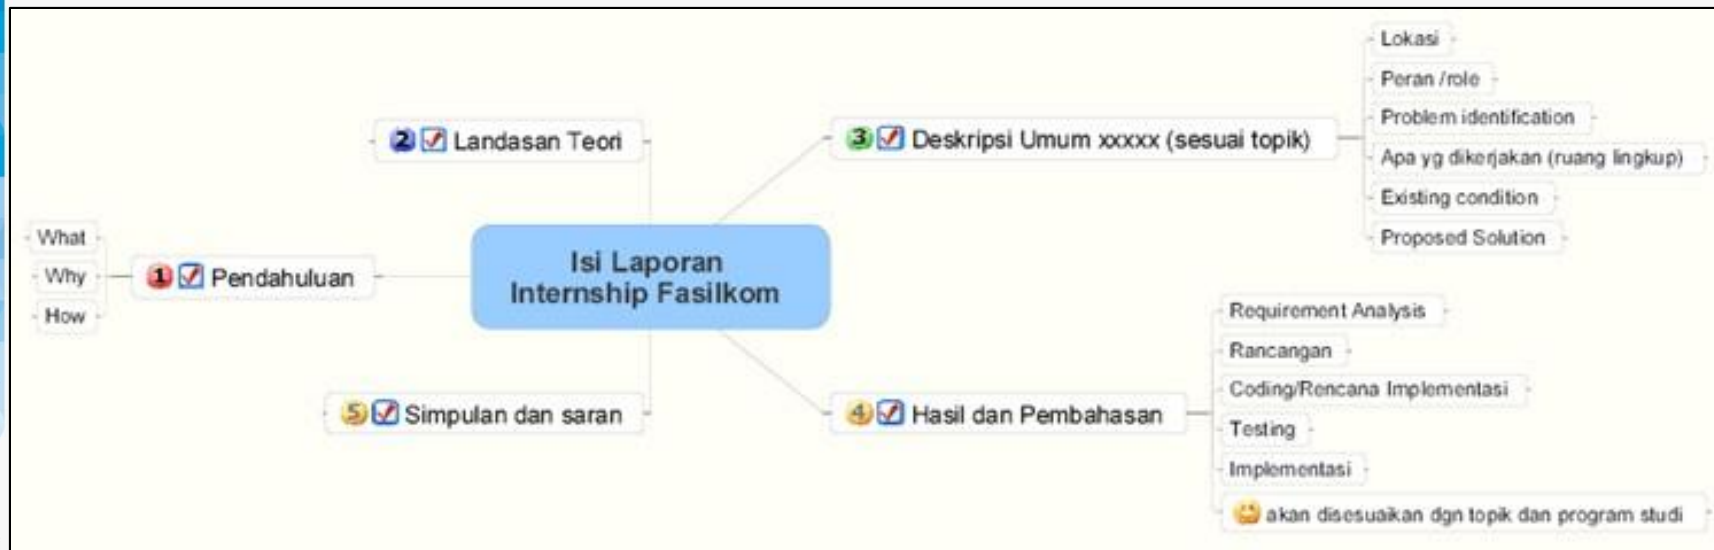 Isi Laporan
Internship Fasilkom
1 Pendahuluan
What
Why
How
2 Landasan Teori
3 Deskripsi Umum xxxxx (sesuai topik)
Lokasi
Peran /role
Problem identification
Apa yg dikerjakan (ruang lingkup)
Existing condition
Proposed Solution
4 Hasil dan Pembahasan
Requirement Analysis
Rancangan
Coding/Rencana Implementasi
Testing
Implementasi
akan disesuaikan dgn topik dan program studi
5 Simpulan dan saran